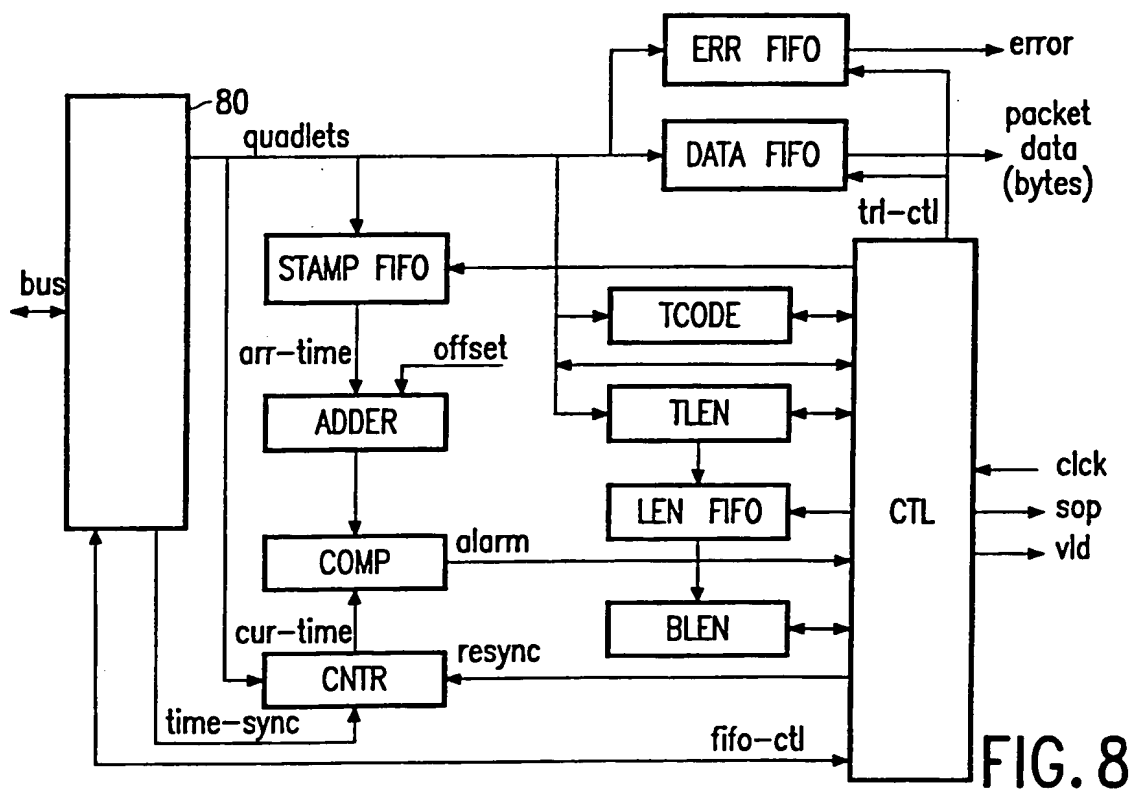 ERR FIFO
error
80
quadlets
DATA FIFO
packet
data
(bytes)
trl-ctl
STAMP FIFO
bus
TCODE
arr-time
offset
ADDER
TLEN
clck
LEN FIFO
CTL
sop
COMP
alarm
vld
BLEN
cur-time
resync
CNTR
time-sync
fifo-ctl
FIG. 8